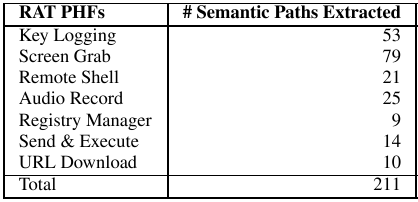 RAT PHFs # Semantic Paths Extracted
Key Logging 53
Screen Grab 79
Remote Shell 21
Audio Record 25
Registry Manager 9
Send & Execute 14
URL Download 10
Total 211